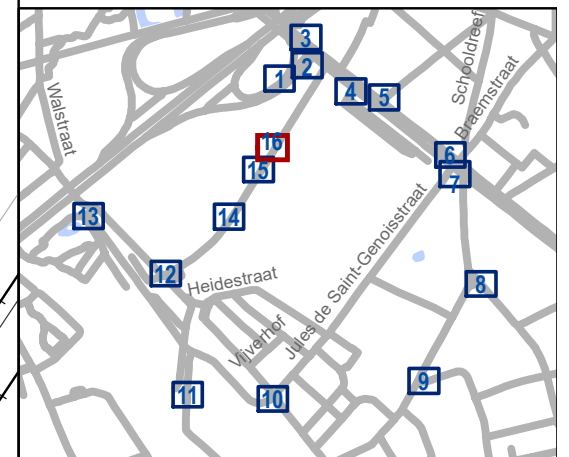 3
2
1
4
5
Schooldreef
Braemstraat
Walstraat
16
15
6
7
13
14
12
Heidestraat
Jules de Saint-Genoisstraat
8
Vijverhof
9
11
10